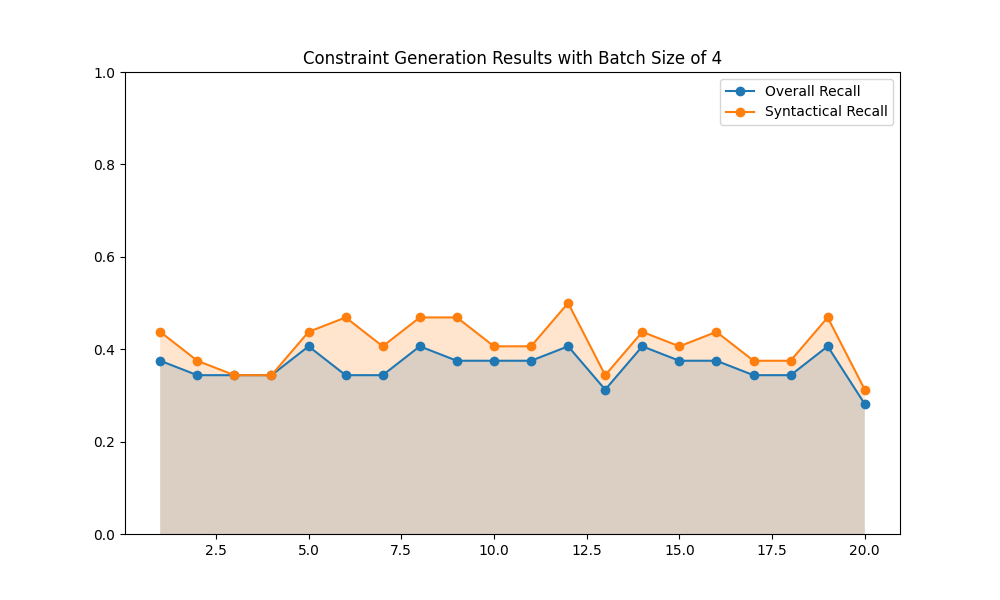 Constraint Generation Results with Batch Size of 4
1.0
0.8
0.6
0.4
0.2
0.0
Overall Recall
Syntactical Recall
2.5 5.0 7.5 10.0 12.5 15.0 17.5 20.0